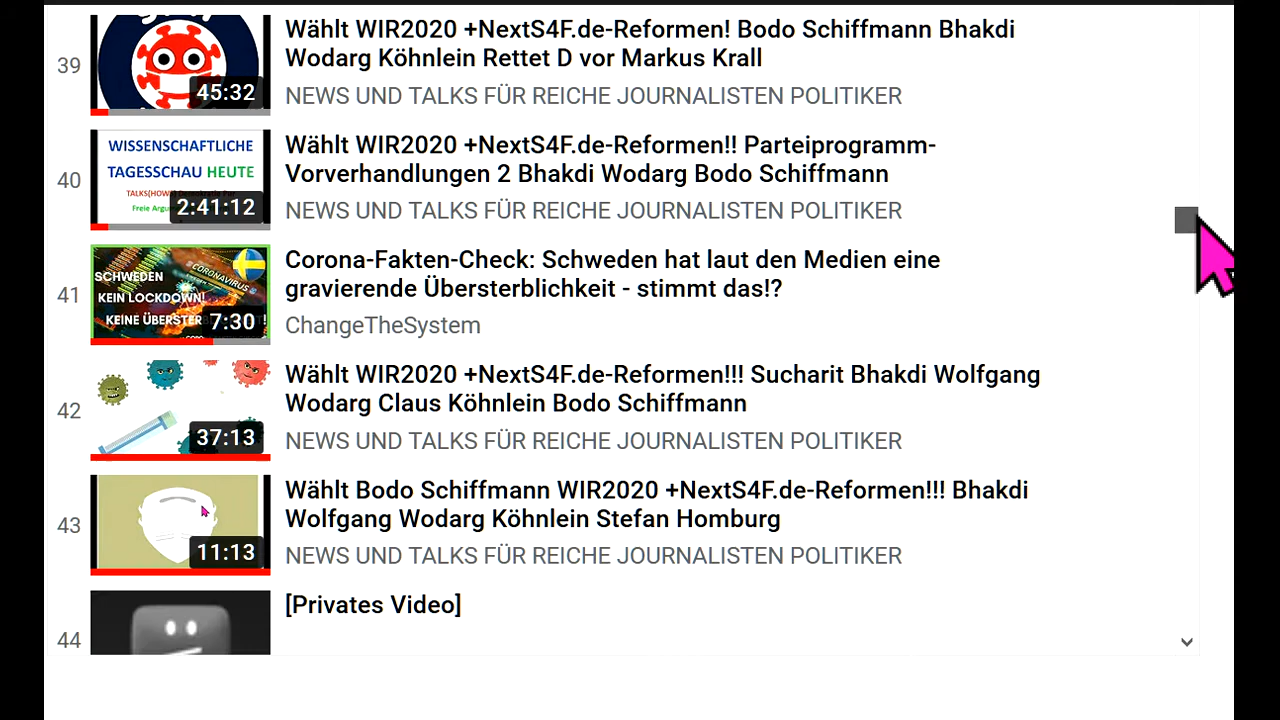 39
45:32
Wählt WIR2020 +NextS4F.de-Reformen! Bodo Schiffmann Bhakdi
Wodarg Köhnlein Rettet D vor Markus Krall
NEWS UND TALKS FÜR REICHE JOURNALISTEN POLITIKER
40
WISSENSCHAFTLICHE
TAGESSCHAU HEUTE
2:41:12
Wählt WIR2020 +NextS4F.de-Reformen!! Parteiprogramm-
Vorverhandlungen 2 Bhakdi Wodarg Bodo Schiffmann
NEWS UND TALKS FÜR REICHE JOURNALISTEN POLITIKER
41
CORONAVIRUS
SCHWEDEN
KEIN LOCKDOWN!
KEINE
7:30
Corona-Fakten-Check: Schweden hat laut den Medien eine
gravierende Übersterblichkeit - stimmt das!?
ChangeTheSystem
42
37:13
Wählt WIR2020 +NextS4F.de-Reformen!!! Sucharit Bhakdi Wolfgang
Wodarg Claus Köhnlein Bodo Schiffmann
NEWS UND TALKS FÜR REICHE JOURNALISTEN POLITIKER
43
11:13
Wählt Bodo Schiffmann WIR2020 +NextS4F.de-Reformen!!! Bhakdi
Wolfgang Wodarg Köhnlein Stefan Homburg
NEWS UND TALKS FÜR REICHE JOURNALISTEN POLITIKER
44
[Privates Video]